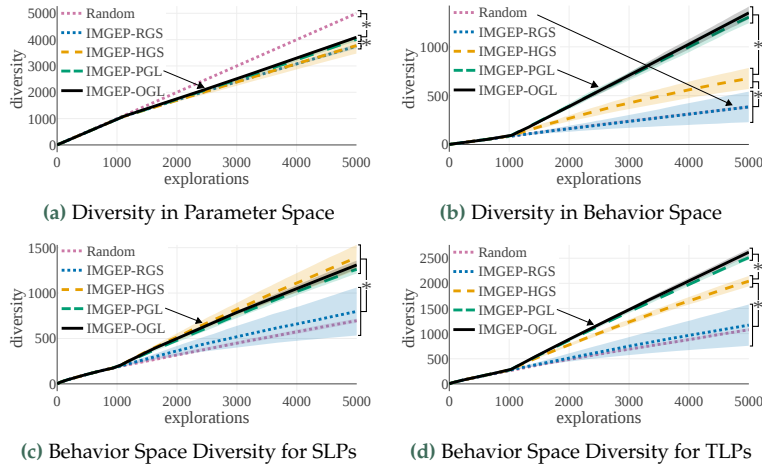 diversity
5000
4000
3000
2000
1000
0
Random
IMGEP-RGS
IMGEP-HGS
IMGEP-PGL
IMGEP-OGL
*
*
0 1000 2000 3000 4000 5000
explorations
(a) Diversity in Parameter Space
diversity
1000
500
0
Random
IMGEP-RGS
IMGEP-HGS
IMGEP-PGL
IMGEP-OGL
*
*
0 1000 2000 3000 4000 5000
explorations
(b) Diversity in Behavior Space
diversity
1500
1000
500
0
Random
IMGEP-RGS
IMGEP-HGS
IMGEP-PGL
IMGEP-OGL
*
0 1000 2000 3000 4000 5000
explorations
(c) Behavior Space Diversity for SLPs
diversity
2500
2000
1500
1000
500
0
Random
IMGEP-RGS
IMGEP-HGS
IMGEP-PGL
IMGEP-OGL
*
*
*
0 1000 2000 3000 4000 5000
explorations
(d) Behavior Space Diversity for TLPs